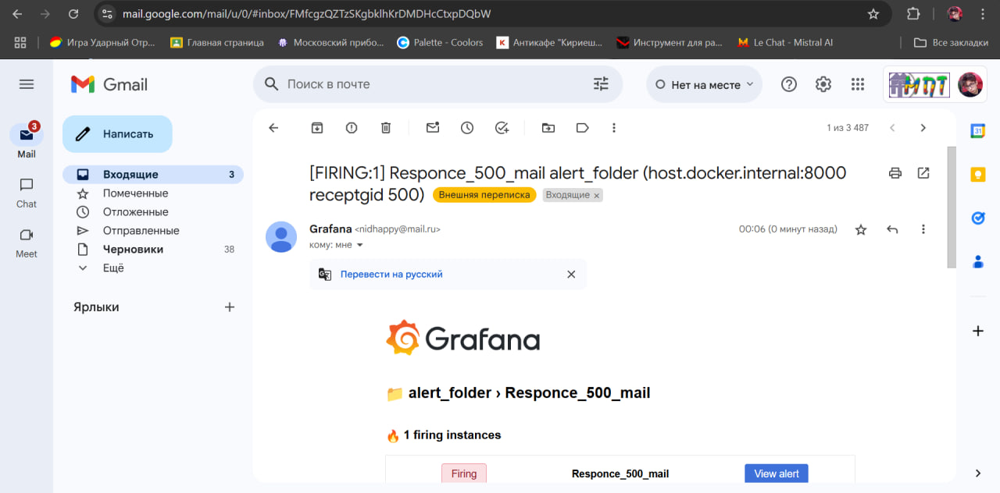 mail.google.com/mail/u/0/#inbox/FMfcgzQZTzSKgbklhKrDMDHcCtxpDQbW
Игра Ударный Отр...
Главная страница
Московский прибо...
Palette - Coolors
Антикафе "Кириеш...
Инструмент для ра...
Le Chat - Mistral AI
Все закладки
Gmail
Поиск в почте
Нет на месте
#МПТ
3
Mail
Chat
Meet
Написать
Входящие 3
Помеченные
Отложенные
Отправленные
Черновики 38
Ещё
Ярлыки
1 из 3 487
31
[FIRING:1] Responce_500_mail alert_folder (host.docker.internal:8000
receptgid 500) Внешняя переписка Входящие ×
Grafana <nidhappy@mail.ru> 00:06 (0 минут назад)
кому: мне
Перевести на русский
Grafana
alert_folder › Responce_500_mail
1 firing instances
Firing Responce_500_mail View alert